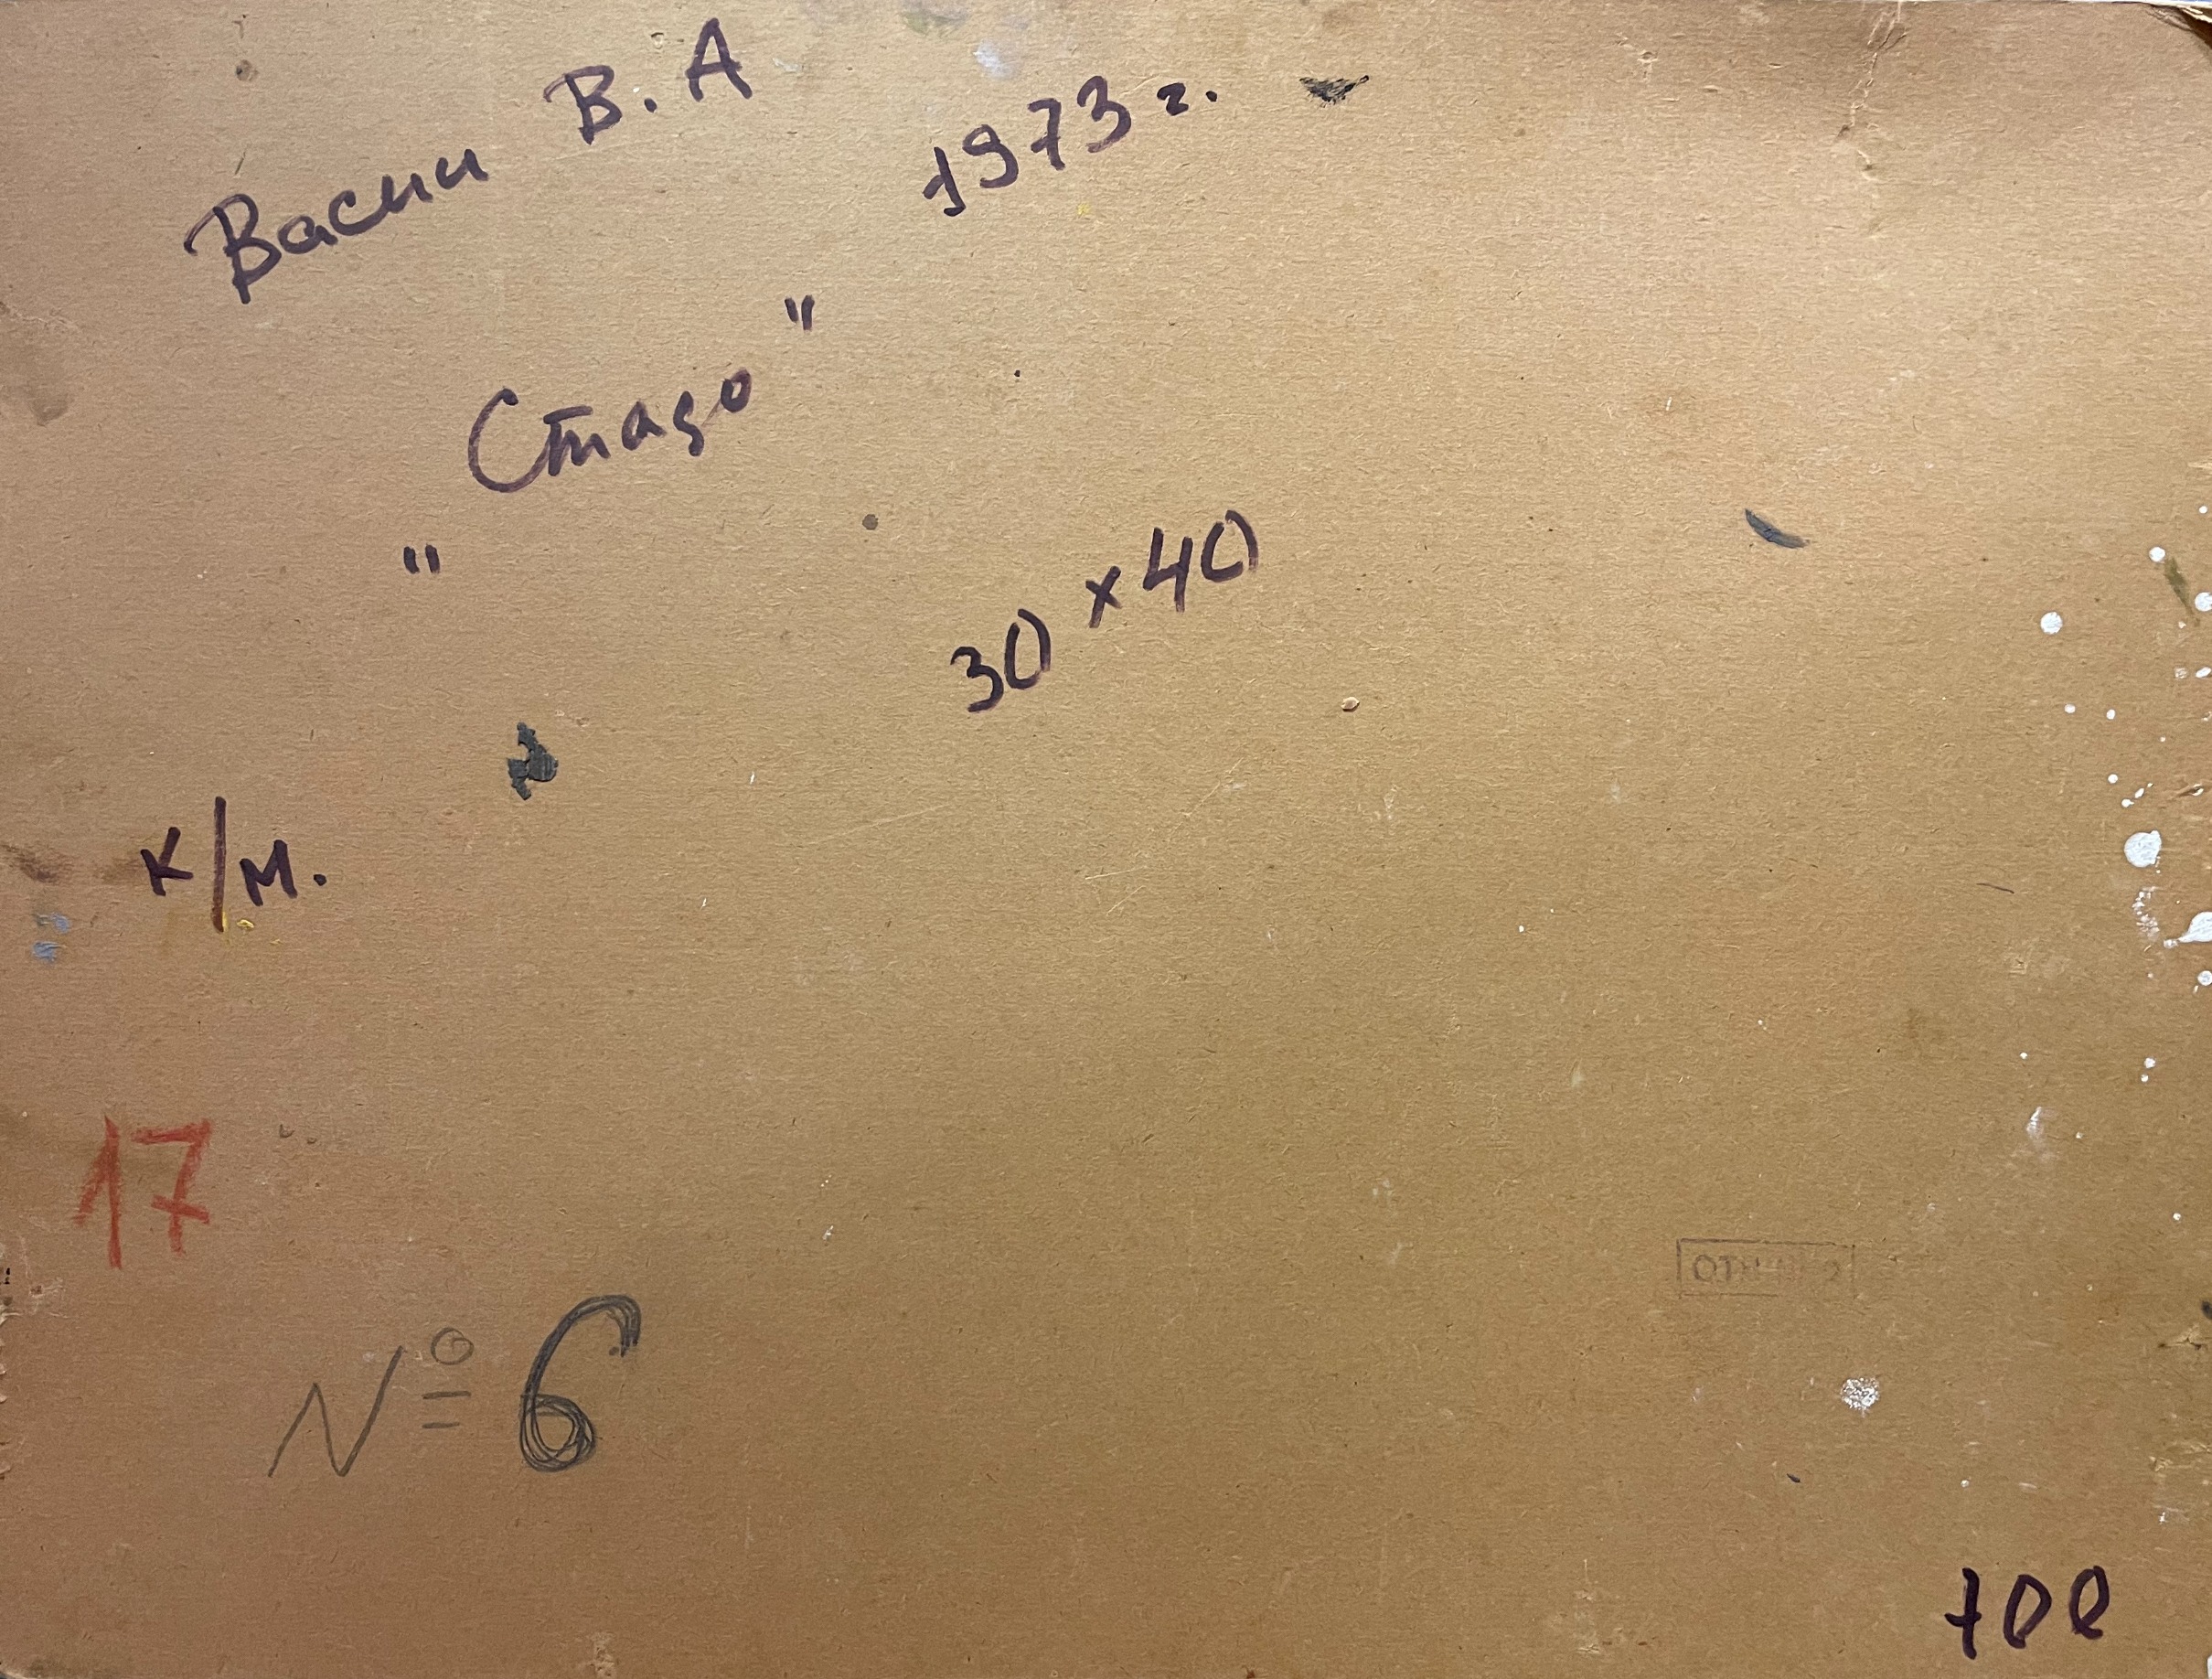 Васин В. А 1973 г.
"Стадо"
30 x 40
к/м.
17
№ 6
100